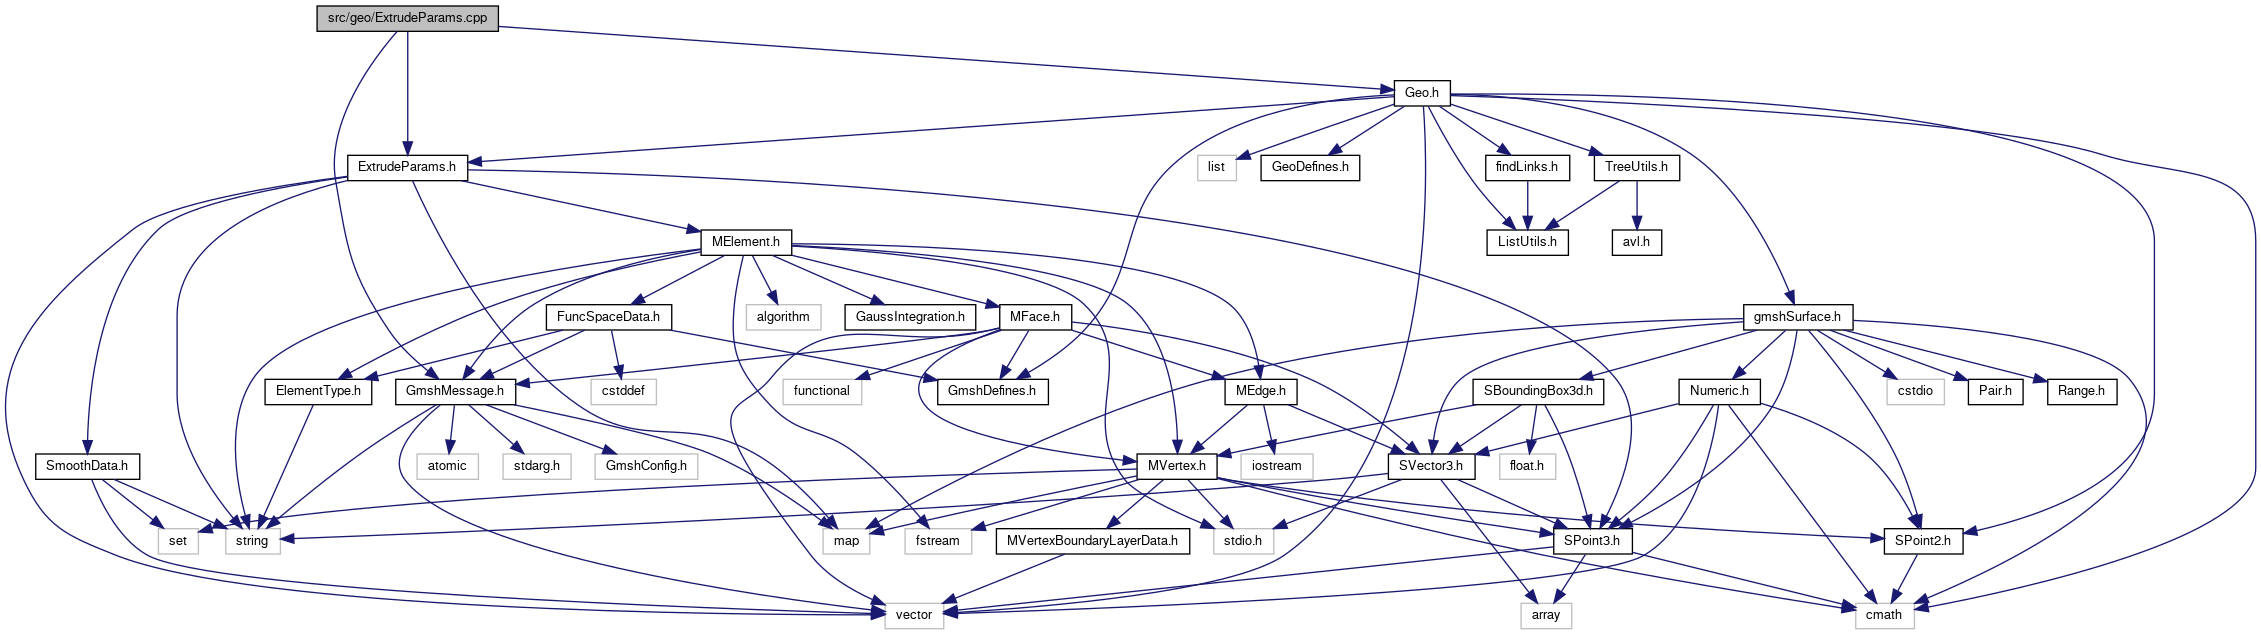 src/geo/ExtrudeParams.cpp
Geo.h
ExtrudeParams.h
list
GeoDefines.h
findLinks.h
TreeUtils.h
MElement.h
ListUtils.h
avl.h
FuncSpaceData.h
algorithm
GaussIntegration.h
MFace.h
gmshSurface.h
ElementType.h
GmshMessage.h
cstddef
functional
GmshDefines.h
MEdge.h
SBoundingBox3d.h
Numeric.h
cstdio
Pair.h
Range.h
SmoothData.h
atomic
stdarg.h
GmshConfig.h
MVertex.h
iostream
SVector3.h
float.h
set
string
map
fstream
MVertexBoundaryLayerData.h
stdio.h
SPoint3.h
SPoint2.h
vector
array
cmath